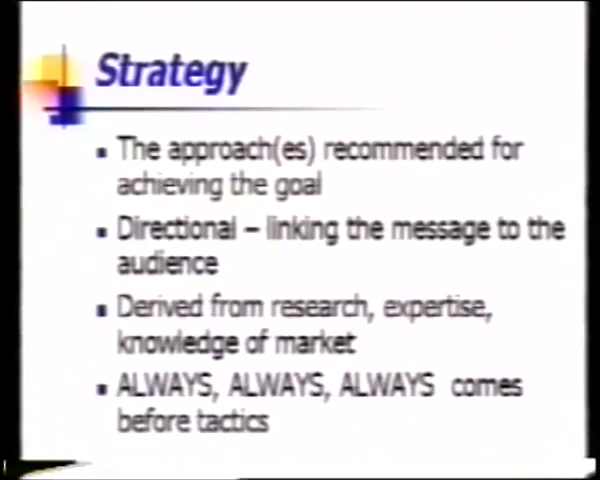 Strategy
The approach(es) recommended for
achieving the goal
Directional – linking the message to the
audience
Derived from research, expertise,
knowledge of market
ALWAYS, ALWAYS, ALWAYS comes
before tactics